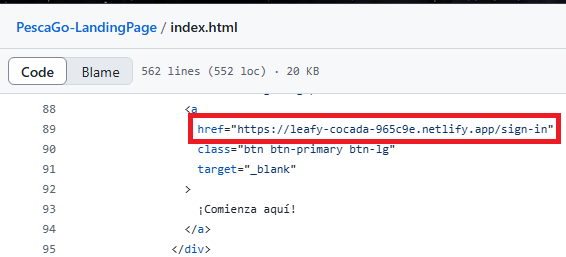 PescaGo-LandingPage / index.html
Code Blame 562 lines (552 loc) · 20 KB
88 <a
89 href="https://leafy-cocada-965c9e.netlify.app/sign-in"
90 class="btn btn-primary btn-lg"
91 target="_blank"
92 >
93 ¡Comienza aquí!
94 </a>
95 </div>